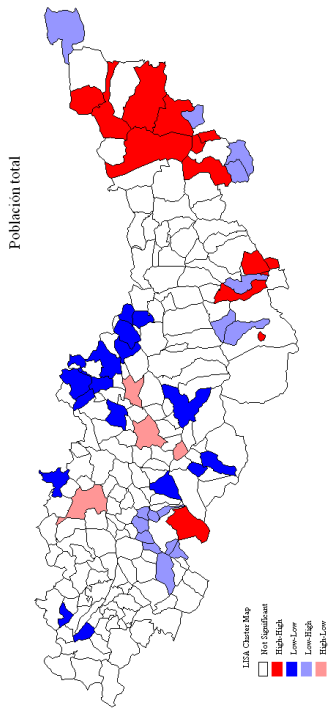 Población total
LISA Cluster Map
Not Significant
High-High
Low-Low
Low-High
High-Low